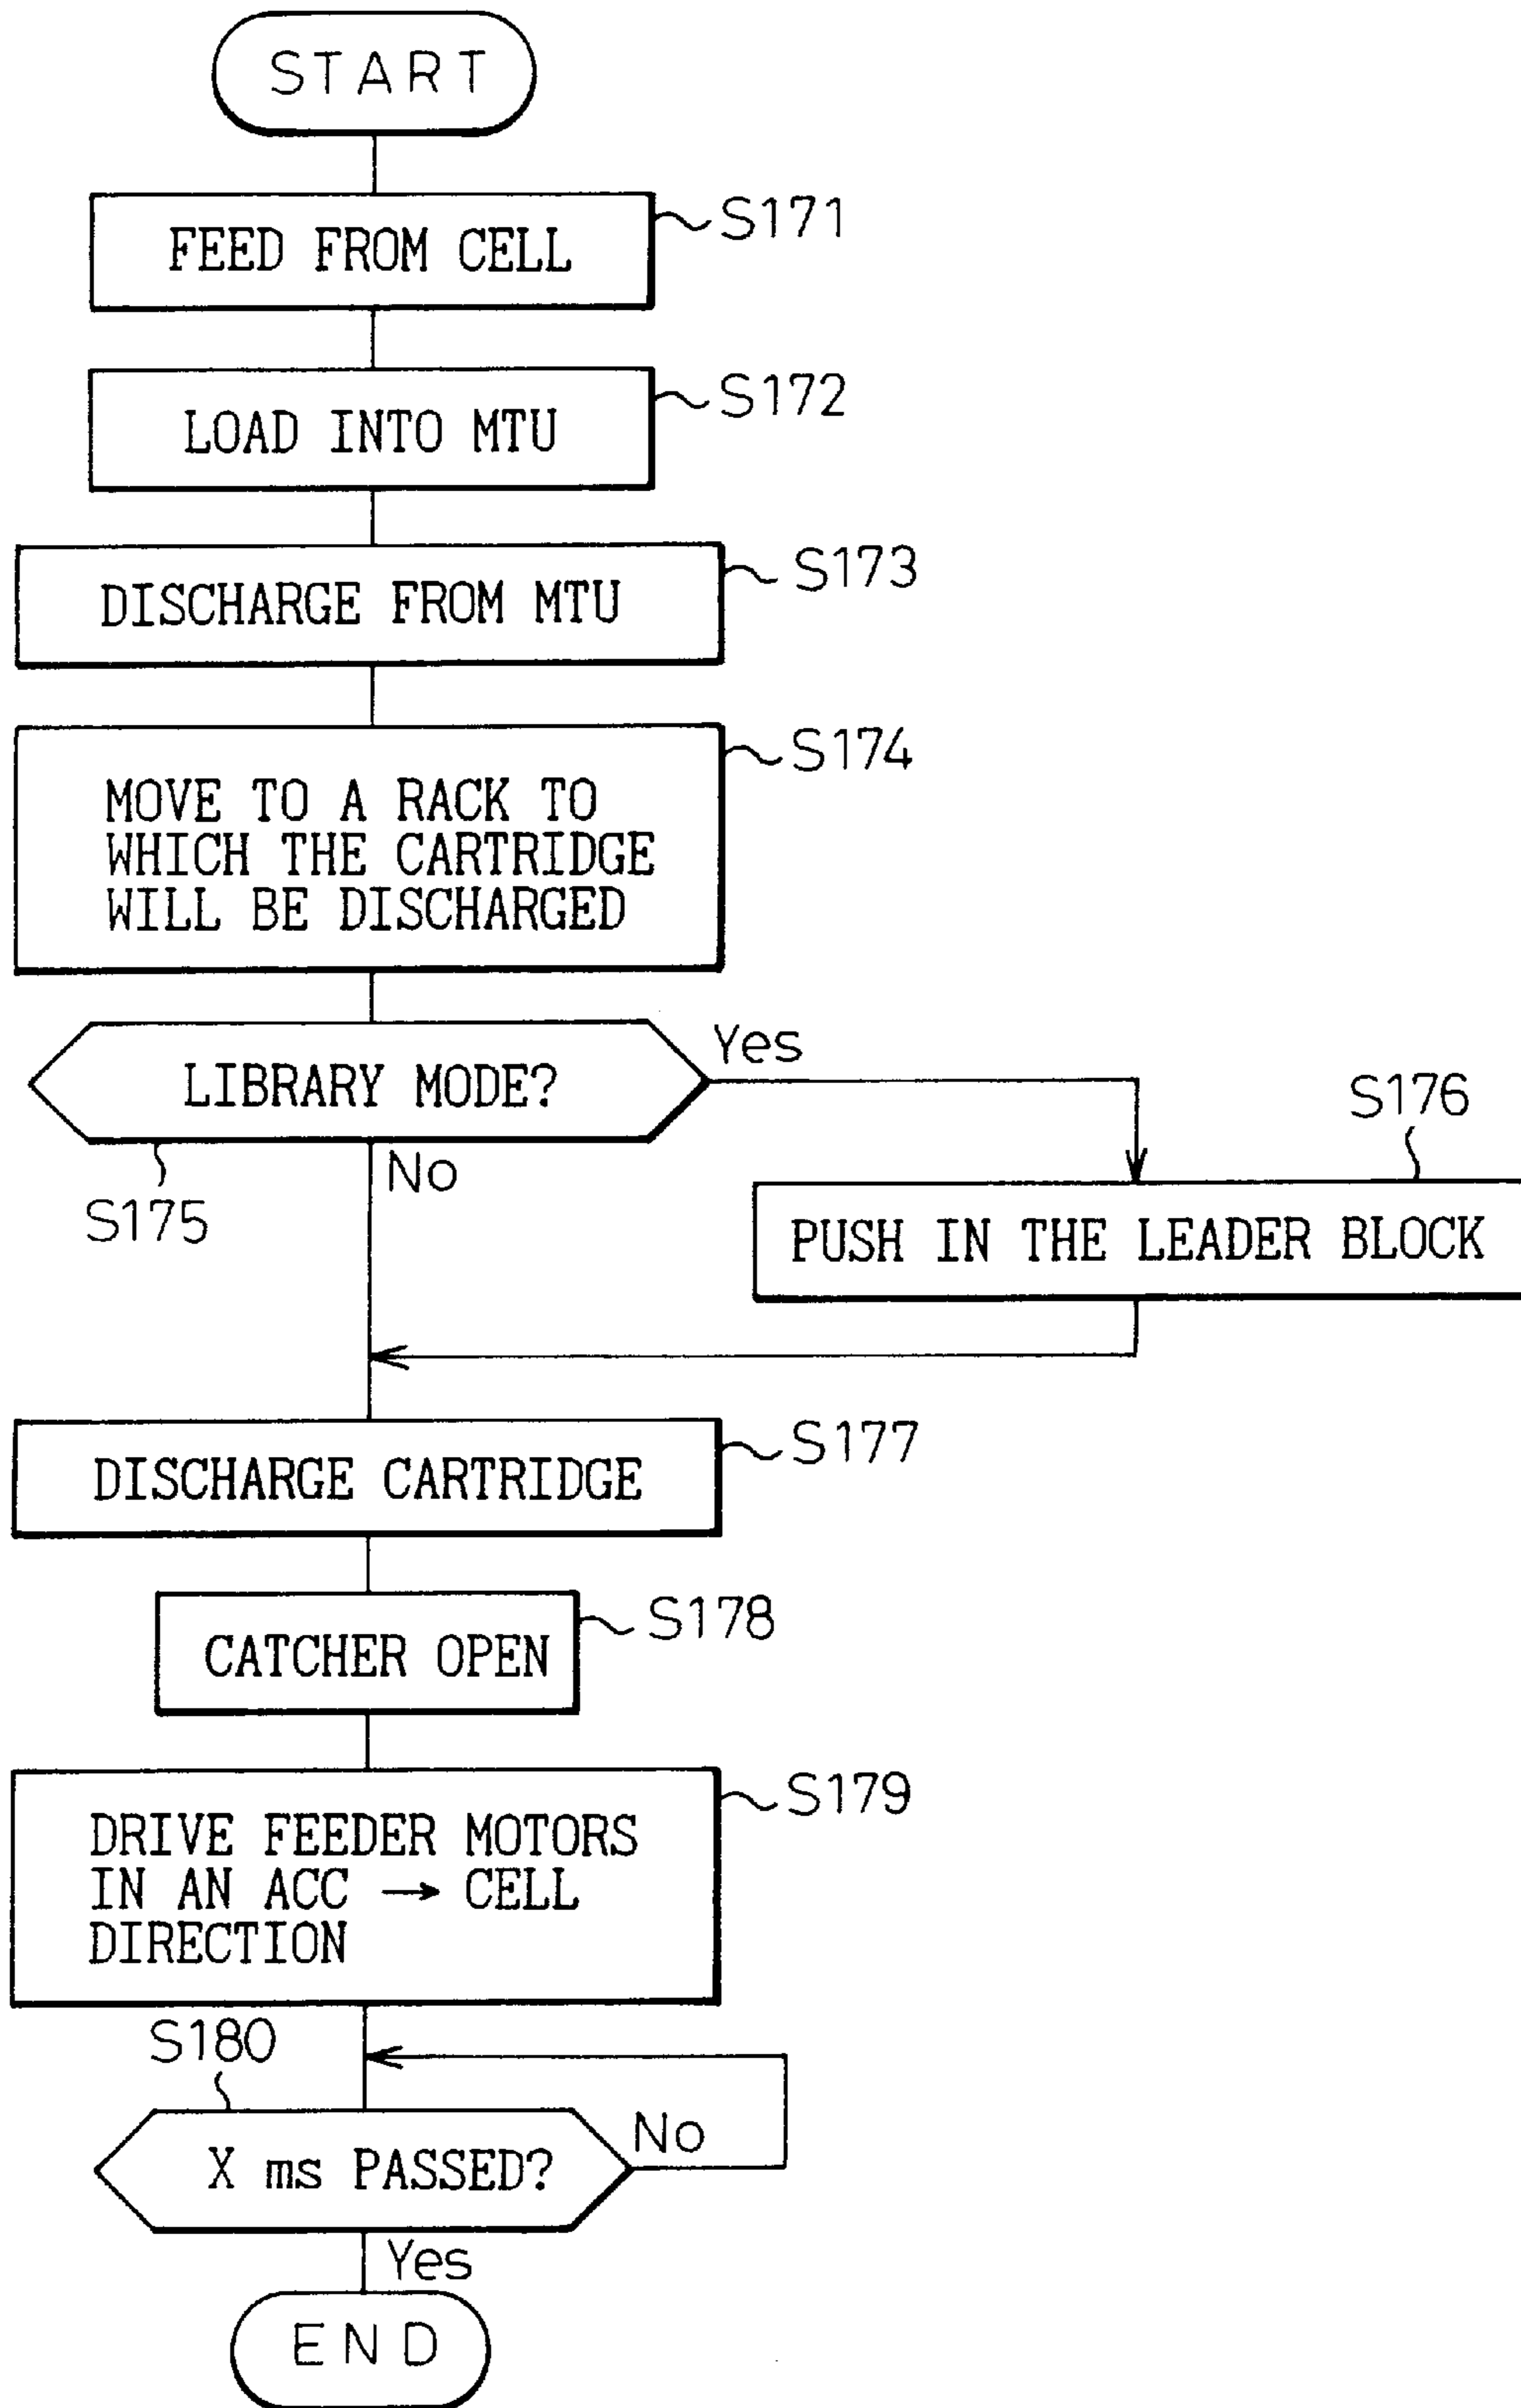 START
FEED FROM CELL
S171
LOAD INTO MTU
S172
DISCHARGE FROM MTU
S173
MOVE TO A RACK TO
WHICH THE CARTRIDGE
WILL BE DISCHARGED
S174
LIBRARY MODE?
Yes
No
S175
S176
PUSH IN THE LEADER BLOCK
DISCHARGE CARTRIDGE
S177
CATCHER OPEN
S178
DRIVE FEEDER MOTORS
IN AN ACC → CELL
DIRECTION
S179
S180
X ms PASSED?
No
Yes
END